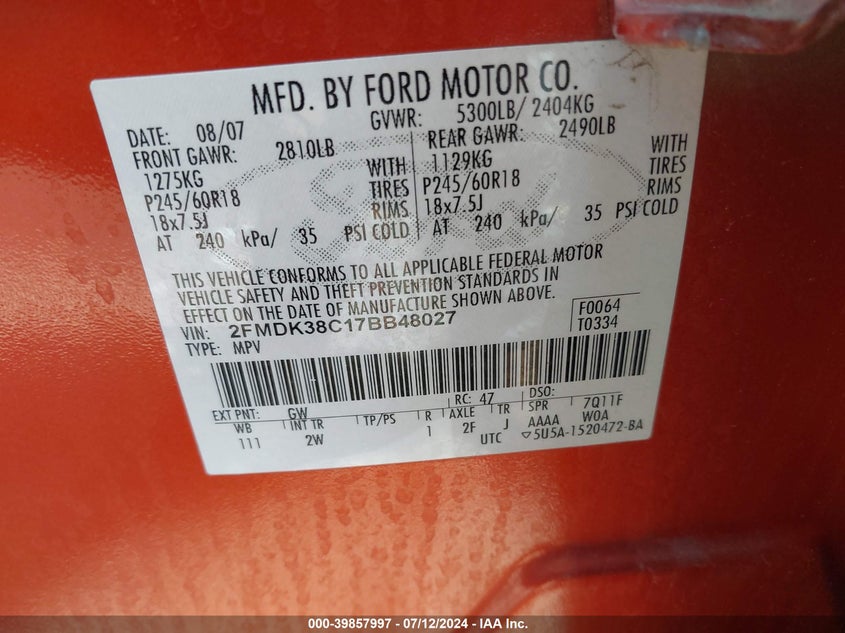 MFD. BY FORD MOTOR CO.
DATE: 08/07 GVWR: 5300LB/ 2404KG
FRONT GAWR: 2810LB REAR GAWR: 2490LB
1275KG WITH 1129KG WITH
P245/60R18 TIRES P245/60R18 TIRES
18x7.5J RIMS 18x7.5J RIMS
AT 240 kPa/ 35 PSI COLD AT 240 kPa/ 35 PSI COLD
THIS VEHICLE CONFORMS TO ALL APPLICABLE FEDERAL MOTOR
VEHICLE SAFETY AND THEFT PREVENTION STANDARDS IN
EFFECT ON THE DATE OF MANUFACTURE SHOWN ABOVE.
VIN: 2FMDK38C17BB48027 F0064
TYPE: MPV T0334
EXT PNT: GW RC: 47 DSO:
WB INT TR TP/PS R AXLE TR SPR 7Q11F
111 2W 1 2F J AAAA W0A
UTC ▽5U5A-1520472-BA
000-39857997 - 07/12/2024 - IAA Inc.